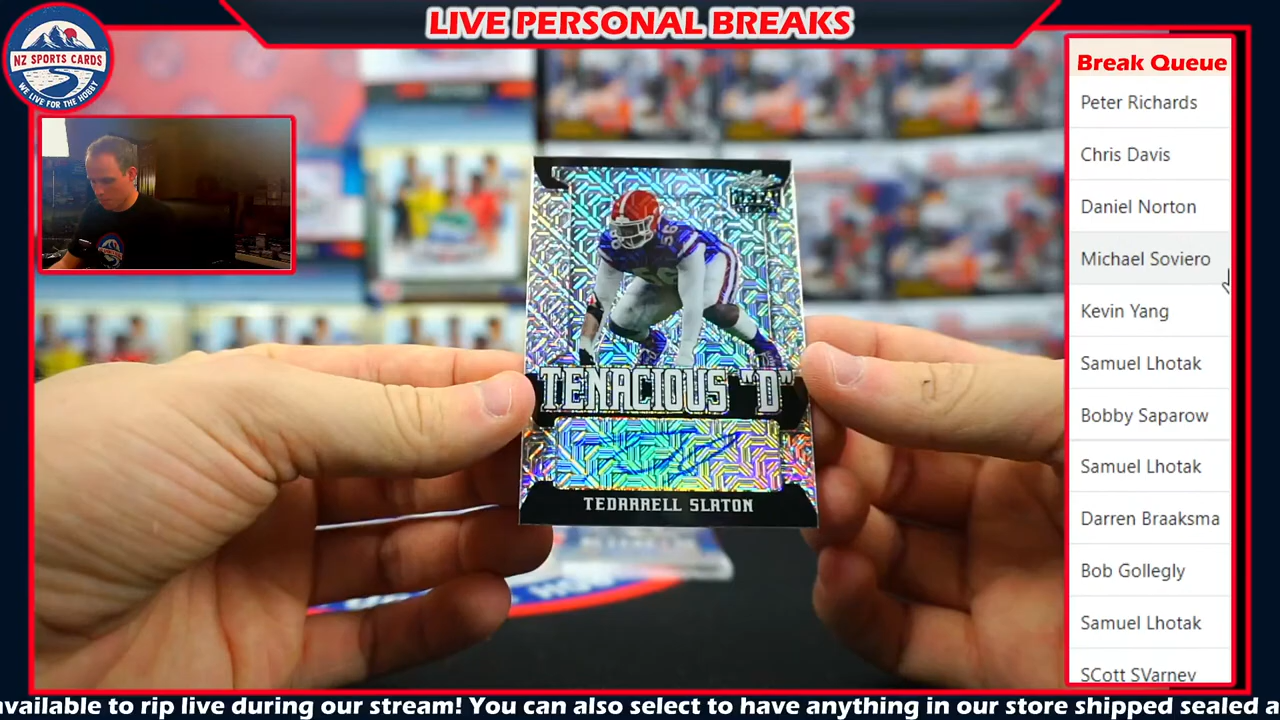 LIVE PERSONAL BREAKS
NZ SPORTS CARDS
WE LIVE FOR THE HOBBY
Break Queue
Peter Richards
Chris Davis
Daniel Norton
Michael Soviero
Kevin Yang
Samuel Lhotak
Bobby Saparow
Samuel Lhotak
Darren Braaksma
Bob Gollegly
Samuel Lhotak
SCott SVarney
56
TENACIOUS "D"
TEDARRELL SLATON
available to rip live during our stream! You can also select to have anything in our store shipped sealed a